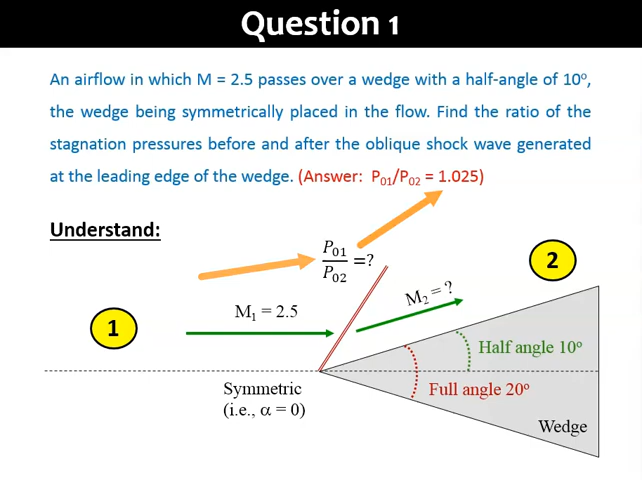 Question 1
An airflow in which M = 2.5 passes over a wedge with a half-angle of 10º,
the wedge being symmetrically placed in the flow. Find the ratio of the
stagnation pressures before and after the oblique shock wave generated
at the leading edge of the wedge. (Answer: P₀₁/P₀₂ = 1.025)
Understand:
P₀₁/P₀₂ =?
2
M₂ = ?
M₁ = 2.5
1
Half angle 10º
Symmetric
(i.e., α = 0)
Full angle 20º
Wedge